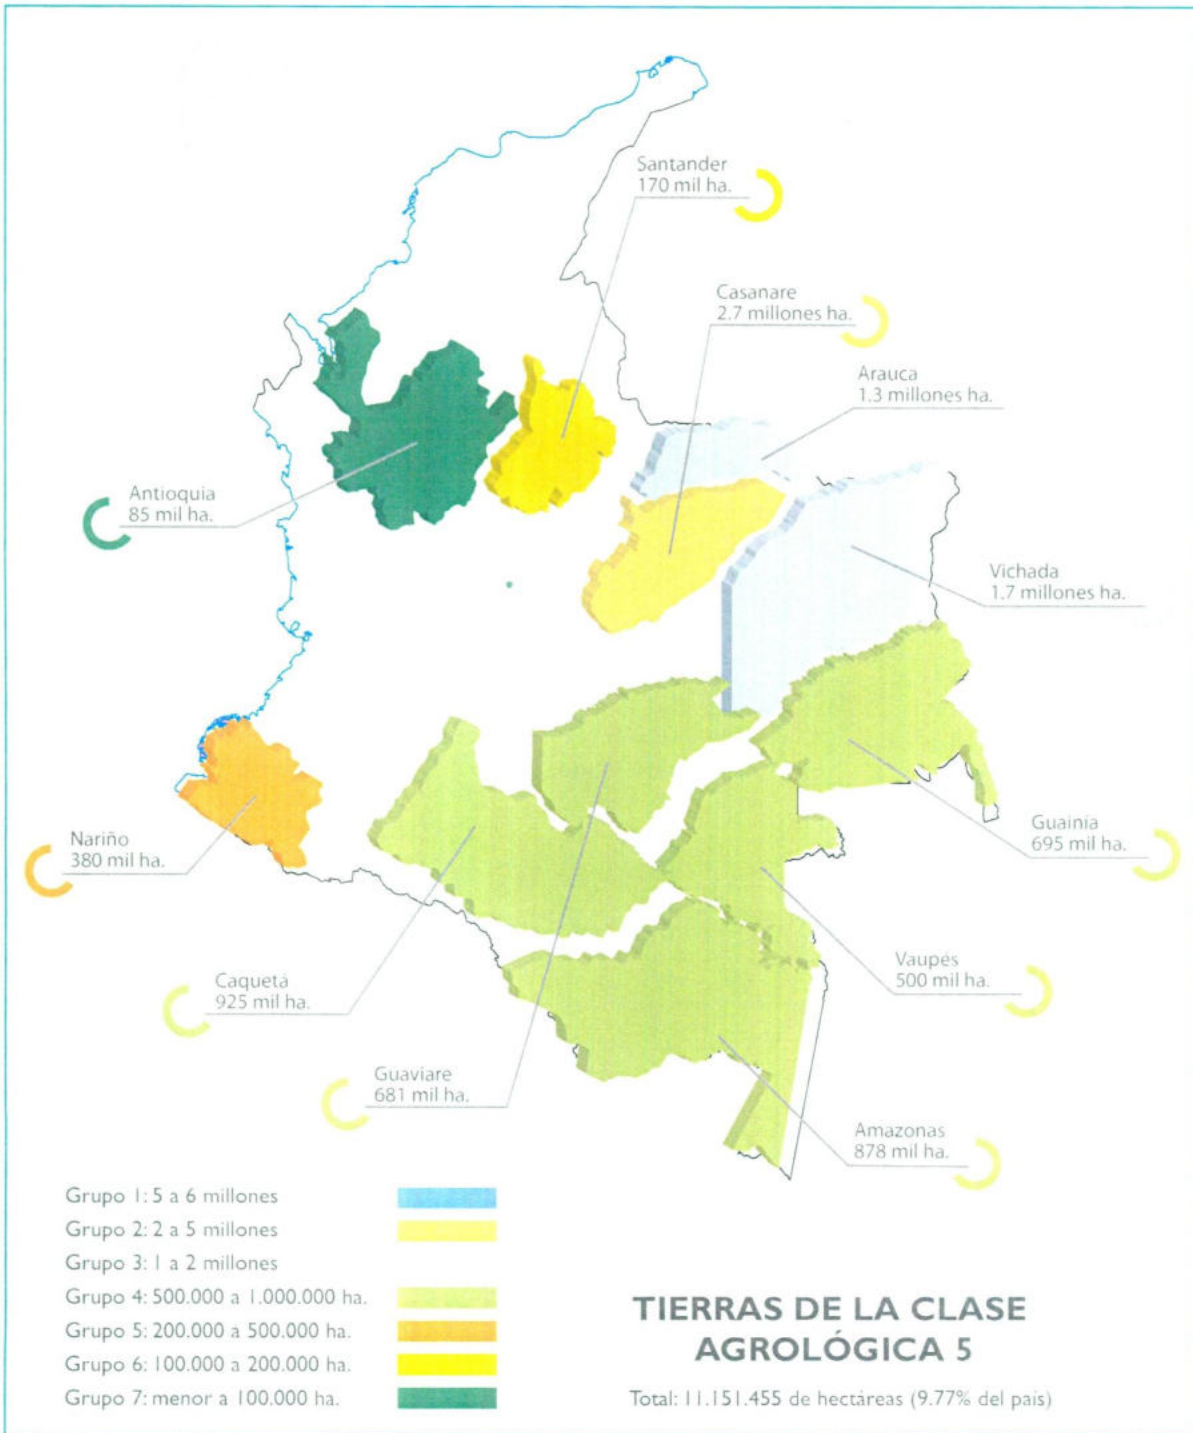 Santander
170 mil ha.
Casanare
2.7 millones ha.
Arauca
1.3 millones ha.
Antioquia
85 mil ha.
Vichada
1.7 millones ha.
Nariño
380 mil ha.
Guainía
695 mil ha.
Caquetá
925 mil ha.
Vaupés
500 mil ha.
Guaviare
681 mil ha.
Amazonas
878 mil ha.
Grupo 1: 5 a 6 millones
Grupo 2: 2 a 5 millones
Grupo 3: 1 a 2 millones
Grupo 4: 500.000 a 1.000.000 ha.
Grupo 5: 200.000 a 500.000 ha.
Grupo 6: 100.000 a 200.000 ha.
Grupo 7: menor a 100.000 ha.
TIERRAS DE LA CLASE
AGROLÓGICA 5
Total: 11.151.455 de hectáreas (9.77% del país)